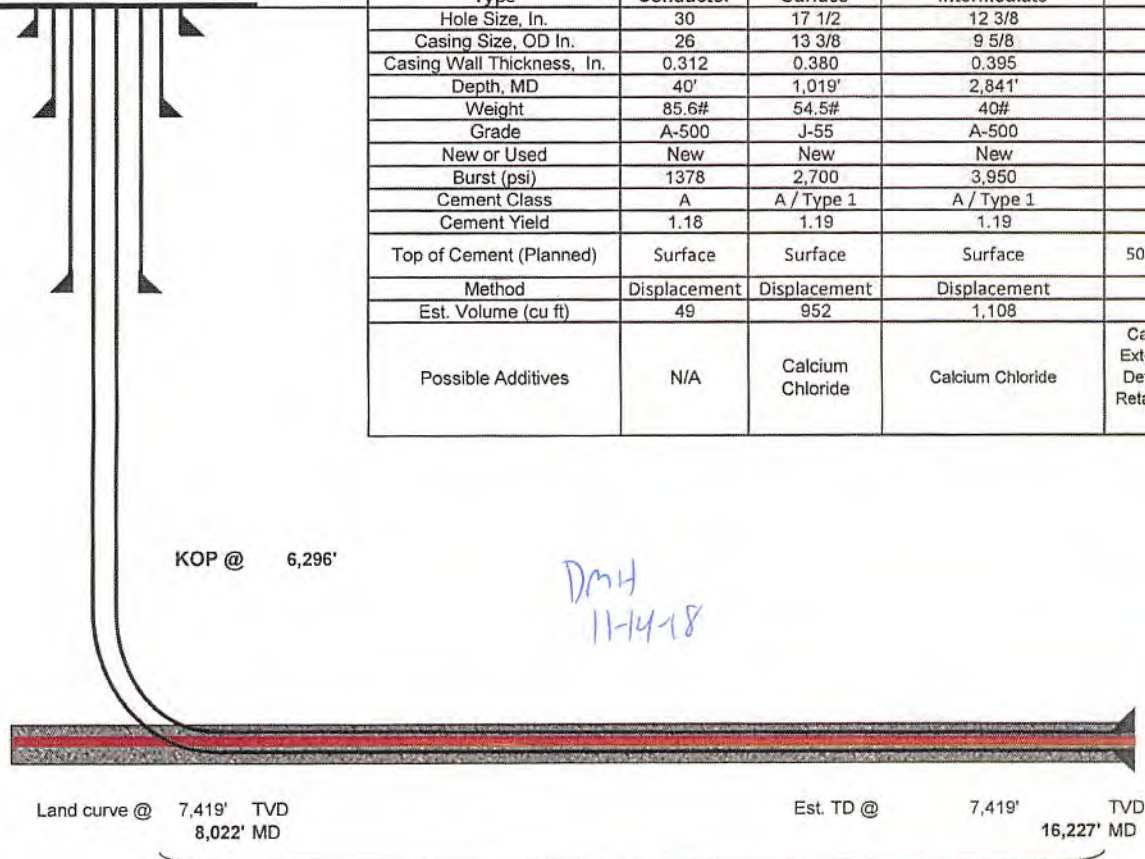 Hole Size, In. 30 17 1/2 12 3/8
Casing Size, OD In. 26 13 3/8 9 5/8
Casing Wall Thickness, In. 0.312 0.380 0.395
Depth, MD 40' 1,019' 2,841'
Weight 85.6# 54.5# 40#
Grade A-500 J-55 A-500
New or Used New New New
Burst (psi) 1378 2,700 3,950
Cement Class A A / Type 1 A / Type 1
Cement Yield 1.18 1.19 1.19
Top of Cement (Planned) Surface Surface Surface 50
Method Displacement Displacement Displacement
Est. Volume (cu ft) 49 952 1,108
Possible Additives N/A Calcium
Chloride
Calcium Chloride
KOP @ 6,296'
DMH
11-14-18
Land curve @ 7,419' TVD
8,022' MD
Est. TD @ 7,419' TVD
16,227' MD